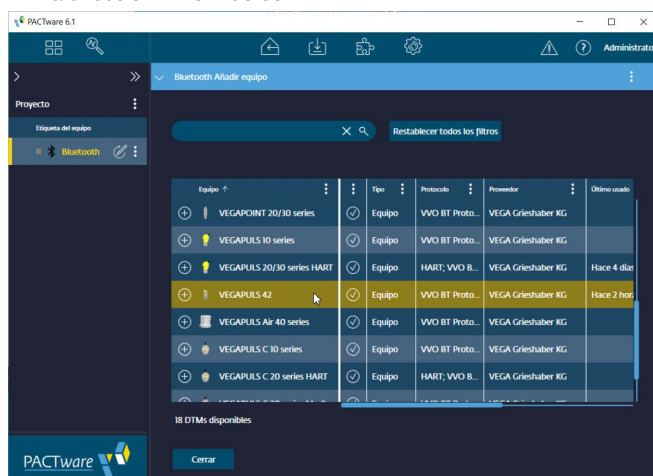 PACTware 6.1
Administrato
Bluetooth Añadir equipo
Proyecto
Etiqueta del equipo
Bluetooth
Restablecer todos los filtros
Equipo Tipo Protocolo Proveedor Último usado
VEGAPOINT 20/30 series Equipo VVO BT Proto... VEGA Grieshaber KG
VEGAPULS 10 series Equipo VVO BT Proto... VEGA Grieshaber KG
VEGAPULS 20/30 series HART Equipo HART; VVO B... VEGA Grieshaber KG Hace 4 días
VEGAPULS 42 Equipo VVO BT Proto... VEGA Grieshaber KG Hace 2 hora
VEGAPULS Air 40 series Equipo VVO BT Proto... VEGA Grieshaber KG
VEGAPULS C 10 series Equipo VVO BT Proto... VEGA Grieshaber KG
VEGAPULS C 20 series HART Equipo HART; VVO B... VEGA Grieshaber KG
18 DTMs disponibles
Cerrar
PACTware